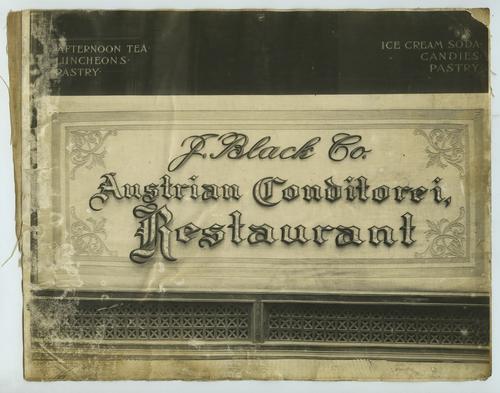 AFTERNOON TEA·
LUNCHEONS·
PASTRY·
ICE CREAM SODA·
CANDIES·
PASTRY·
J. Black Co.
Austrian Conditorei,
Restaurant